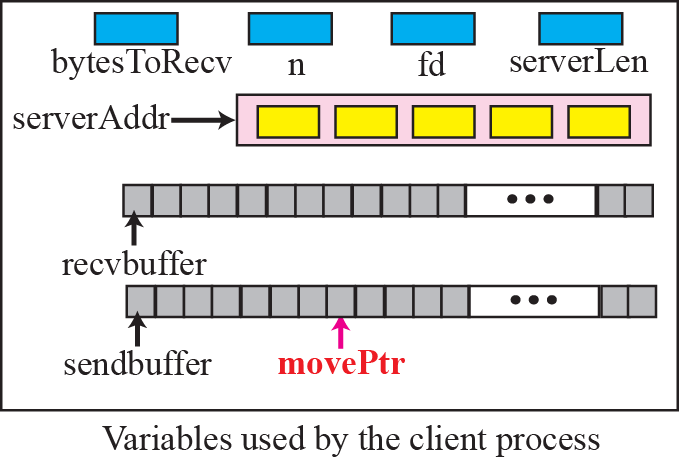 bytesToRecv n fd serverLen
serverAddr
•••
recvbuffer
•••
sendbuffer movePtr
Variables used by the client process